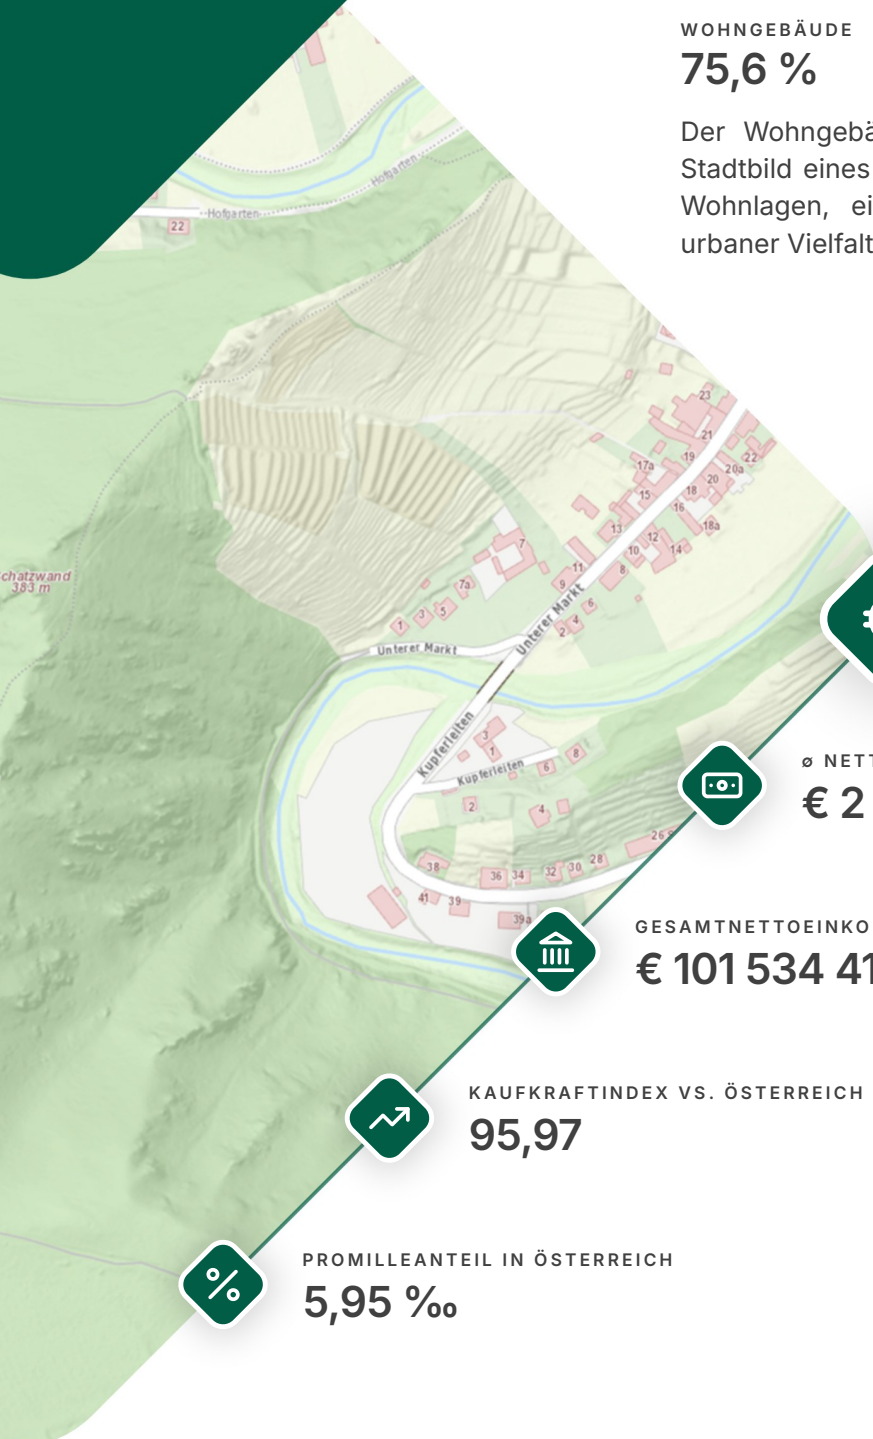 WOHNGEBÄUDE
75,6 %
Der Wohngebä
Stadtbild eines
Wohnlagen, ei
urbaner Vielfalt
Hofgarten
Hofgarten
22
23
21
19
22
20a
17a
20
18
15
16
18a
13
12
10
14
7
11
8
9
7a
6
4
2
5
3
1
Unterer Markt
Unterer Markt
chatzwand
383 m
Kupferleiten
3
1
8
6
Kupferleiten
2
4
26
28
30
32
34
36
38
41
39
39a
ø NETT
€ 2
GESAMTNETTOEINKO
€ 101 534 41
KAUFKRAFTINDEX VS. ÖSTERREICH
95,97
PROMILLEANTEIL IN ÖSTERREICH
5,95 ‰